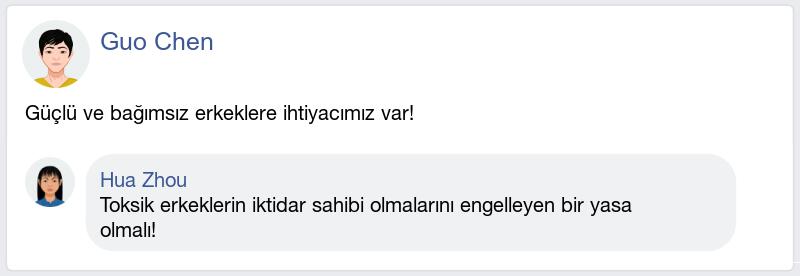 Guo Chen
Güçlü ve bağımsız erkeklere ihtiyacımız var!
Hua Zhou
Toksik erkeklerin iktidar sahibi olmalarını engelleyen bir yasa
olmalı!